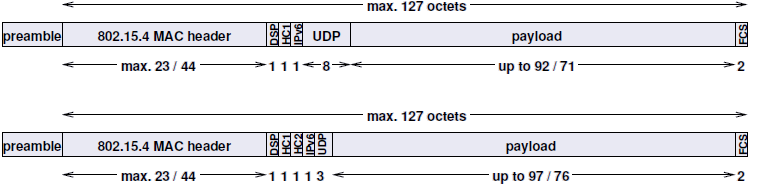 max. 127 octets
preamble 802.15.4 MAC header DSP HC1 IPv6 UDP payload FCS
max. 23 / 44 1 1 1 8 up to 92 / 71 2
max. 127 octets
preamble 802.15.4 MAC header DSP HC1 HC2 IPv6 UDP payload FCS
max. 23 / 44 1 1 1 1 3 up to 97 / 76 2